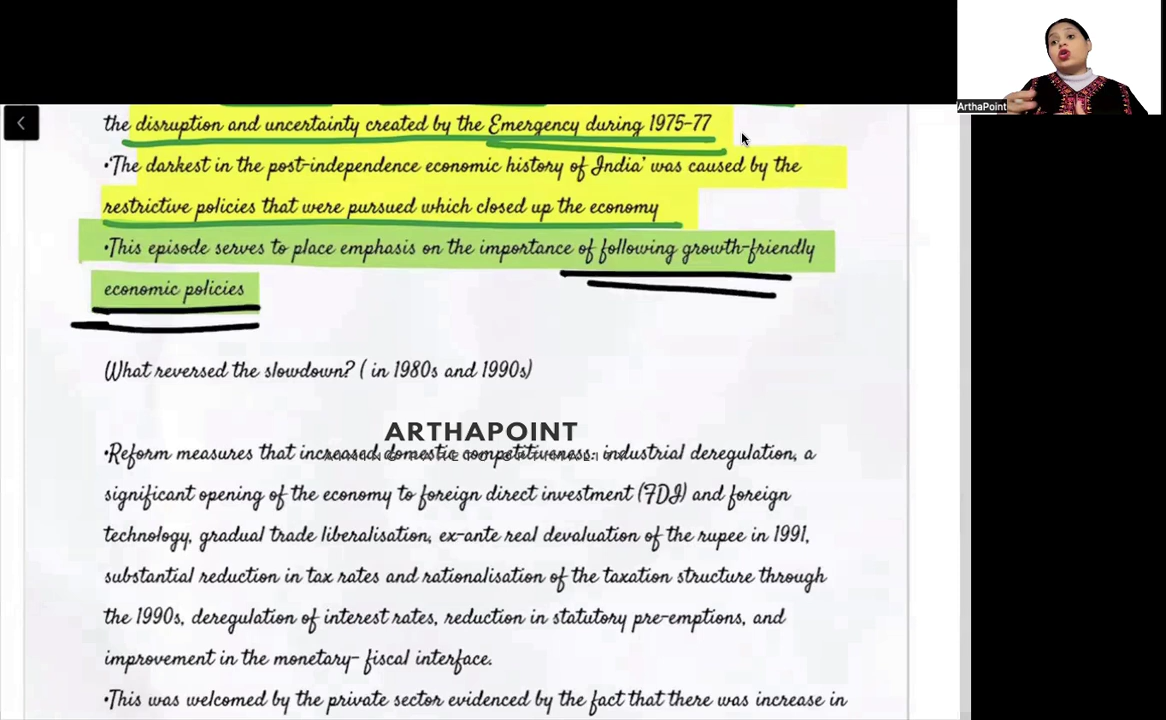 ArthaPoint
the disruption and uncertainty created by the Emergency during 1975-77
•'The darkest in the post-independence economic history of India' was caused by the
restrictive policies that were pursued which closed up the economy
•This episode serves to place emphasis on the importance of following growth-friendly
economic policies
What reversed the slowdown? ( in 1980s and 1990s)
ARTHAPOINT
•Reform measures that increased domestic competitiveness: industrial deregulation, a
significant opening of the economy to foreign direct investment (FDI) and foreign
technology, gradual trade liberalisation, ex-ante real devaluation of the rupee in 1991,
substantial reduction in tax rates and rationalisation of the taxation structure through
the 1990s, deregulation of interest rates, reduction in statutory pre-emptions, and
improvement in the monetary- fiscal interface.
•This was welcomed by the private sector evidenced by the fact that there was increase in